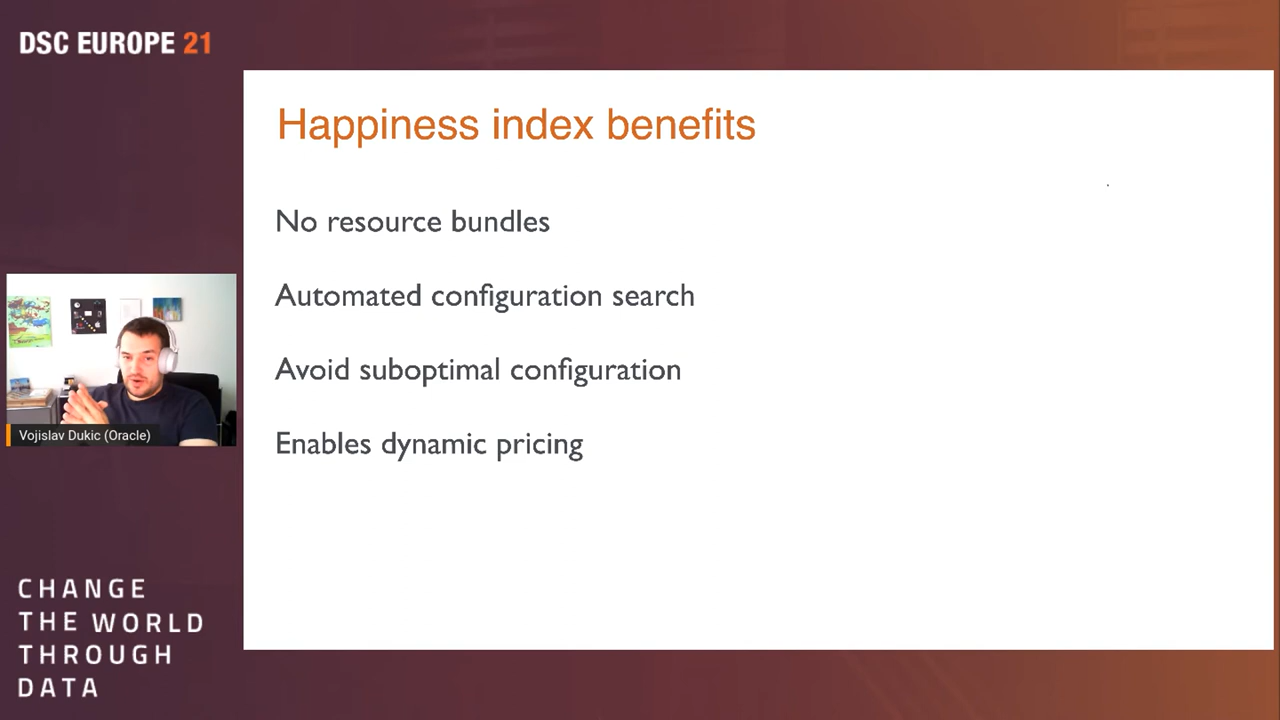 DSC EUROPE 21
Happiness index benefits
No resource bundles
Automated configuration search
Avoid suboptimal configuration
Enables dynamic pricing
Vojislav Dukic (Oracle)
CHANGE
THE WORLD
THROUGH
DATA